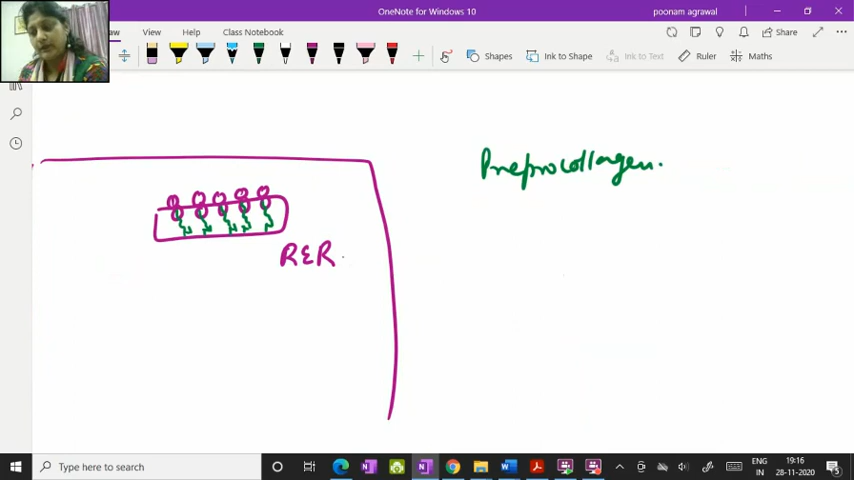 OneNote for Windows 10
poonam agrawal
View
Help
Class Notebook
Share
Shapes
Ink to Shape
Ink to Text
Ruler
Maths
Preprocollagen.
RER
Type here to search
ENG
IN
19:16
28-11-2020